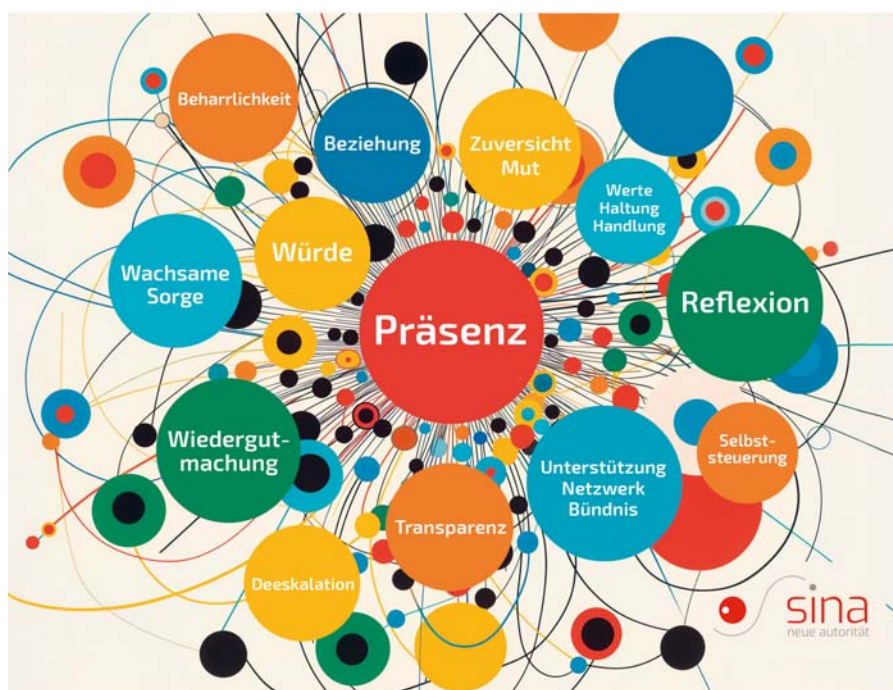 Beharrlichkeit
Beziehung
Zuversicht
Mut
Werte
Haltung
Handlung
Würde
Wachsame
Sorge
Präsenz
Reflexion
Wiedergut-
machung
Unterstützung
Netzwerk
Bündnis
Selbst-
steuerung
Transparenz
Deeskalation
sina
neue autorität